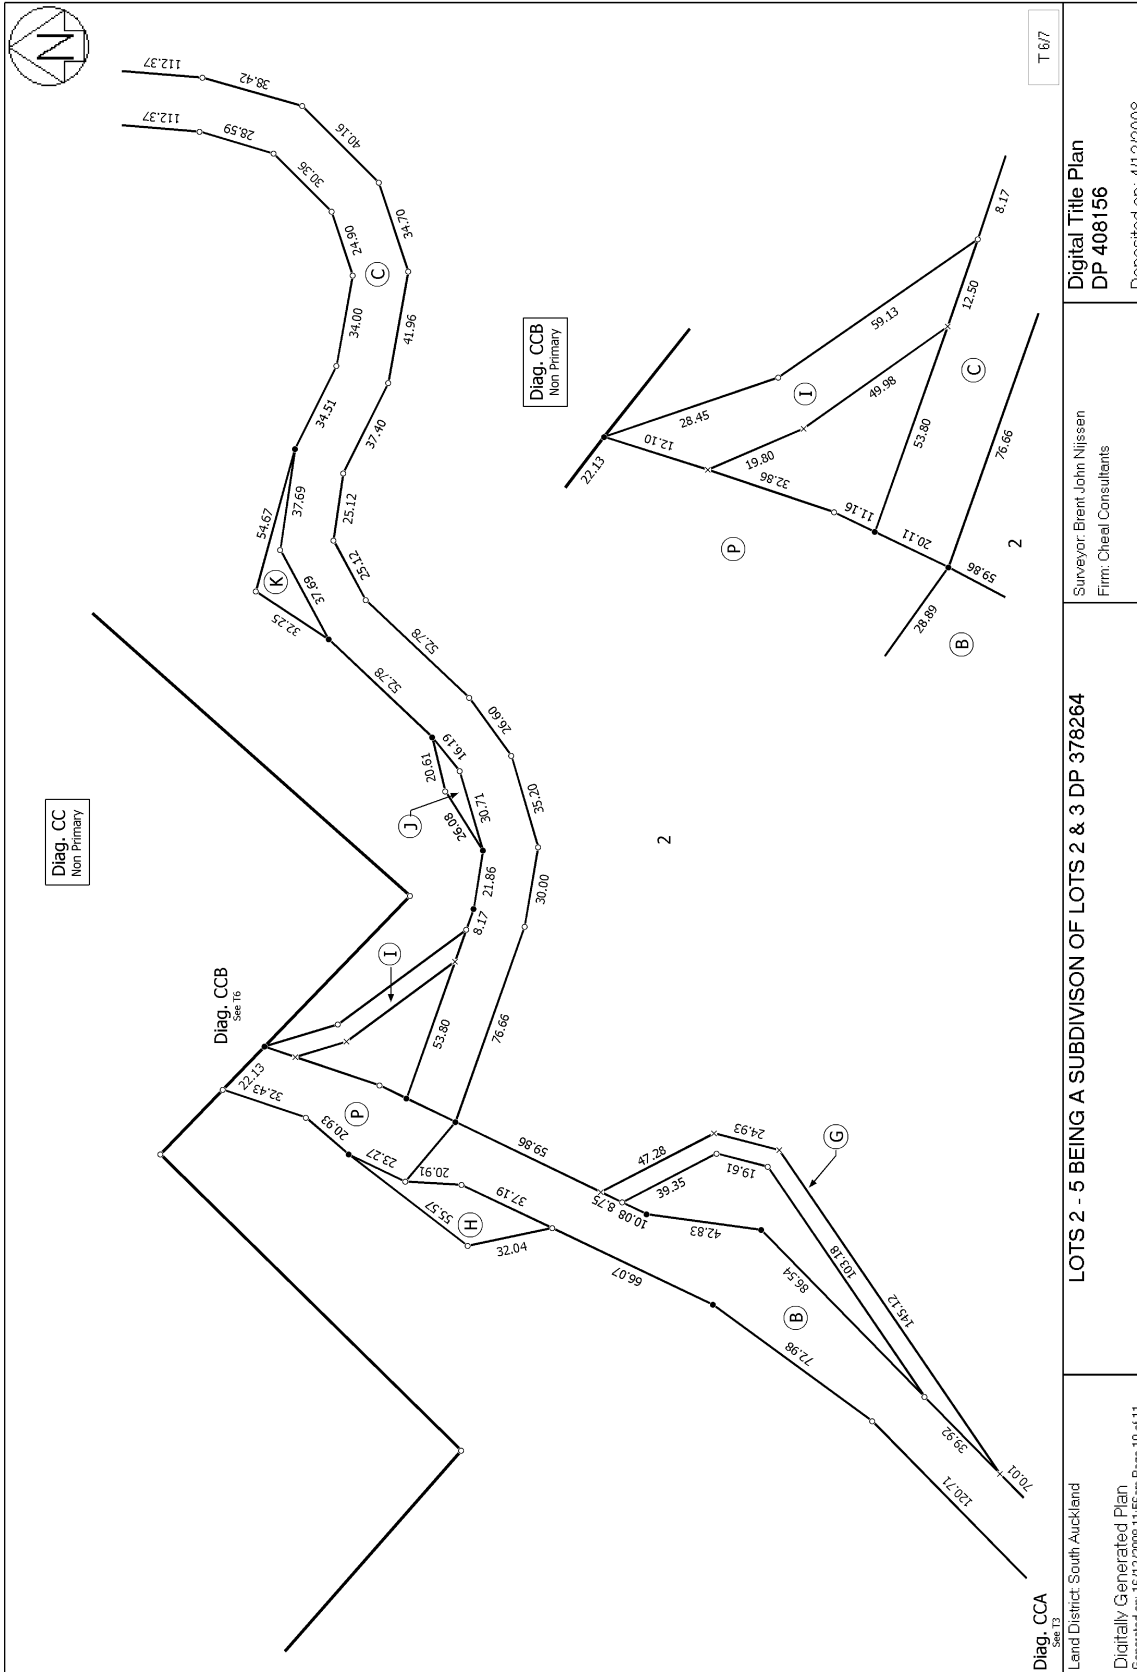 N
T 6/7
Diag. CC
Non Primary
112.37
38.42
40.16
34.70
41.96
37.40
25.12
25.12
52.78
26.60
35.20
30.00
76.66
112.37
28.59
30.36
24.90
34.00
34.51
37.69
54.67
37.69
32.25
52.78
16.19
20.61
30.71
26.08
21.86
8.17
53.80
C
K
J
I
2
Diag. CCB
See T6
22.13
32.43
20.93
23.27
20.91
55.57
37.19
32.04
P
H
59.86
8.75
10.08
47.28
24.93
39.35
19.61
42.83
G
66.07
86.54
103.18
145.12
B
72.98
39.92
120.71
70.01
Diag. CCA
See T3
Diag. CCB
Non Primary
22.13
12.10
28.45
59.13
I
49.98
19.80
32.86
11.16
53.80
12.50
8.17
C
76.66
20.11
59.86
28.89
P
B
2
Land District: South Auckland
Digitally Generated Plan
LOTS 2 - 5 BEING A SUBDIVISON OF LOTS 2 & 3 DP 378264
Surveyor: Brent John Nijssen
Firm: Cheal Consultants
Digital Title Plan
DP 408156
Deposited on: 4/12/2008